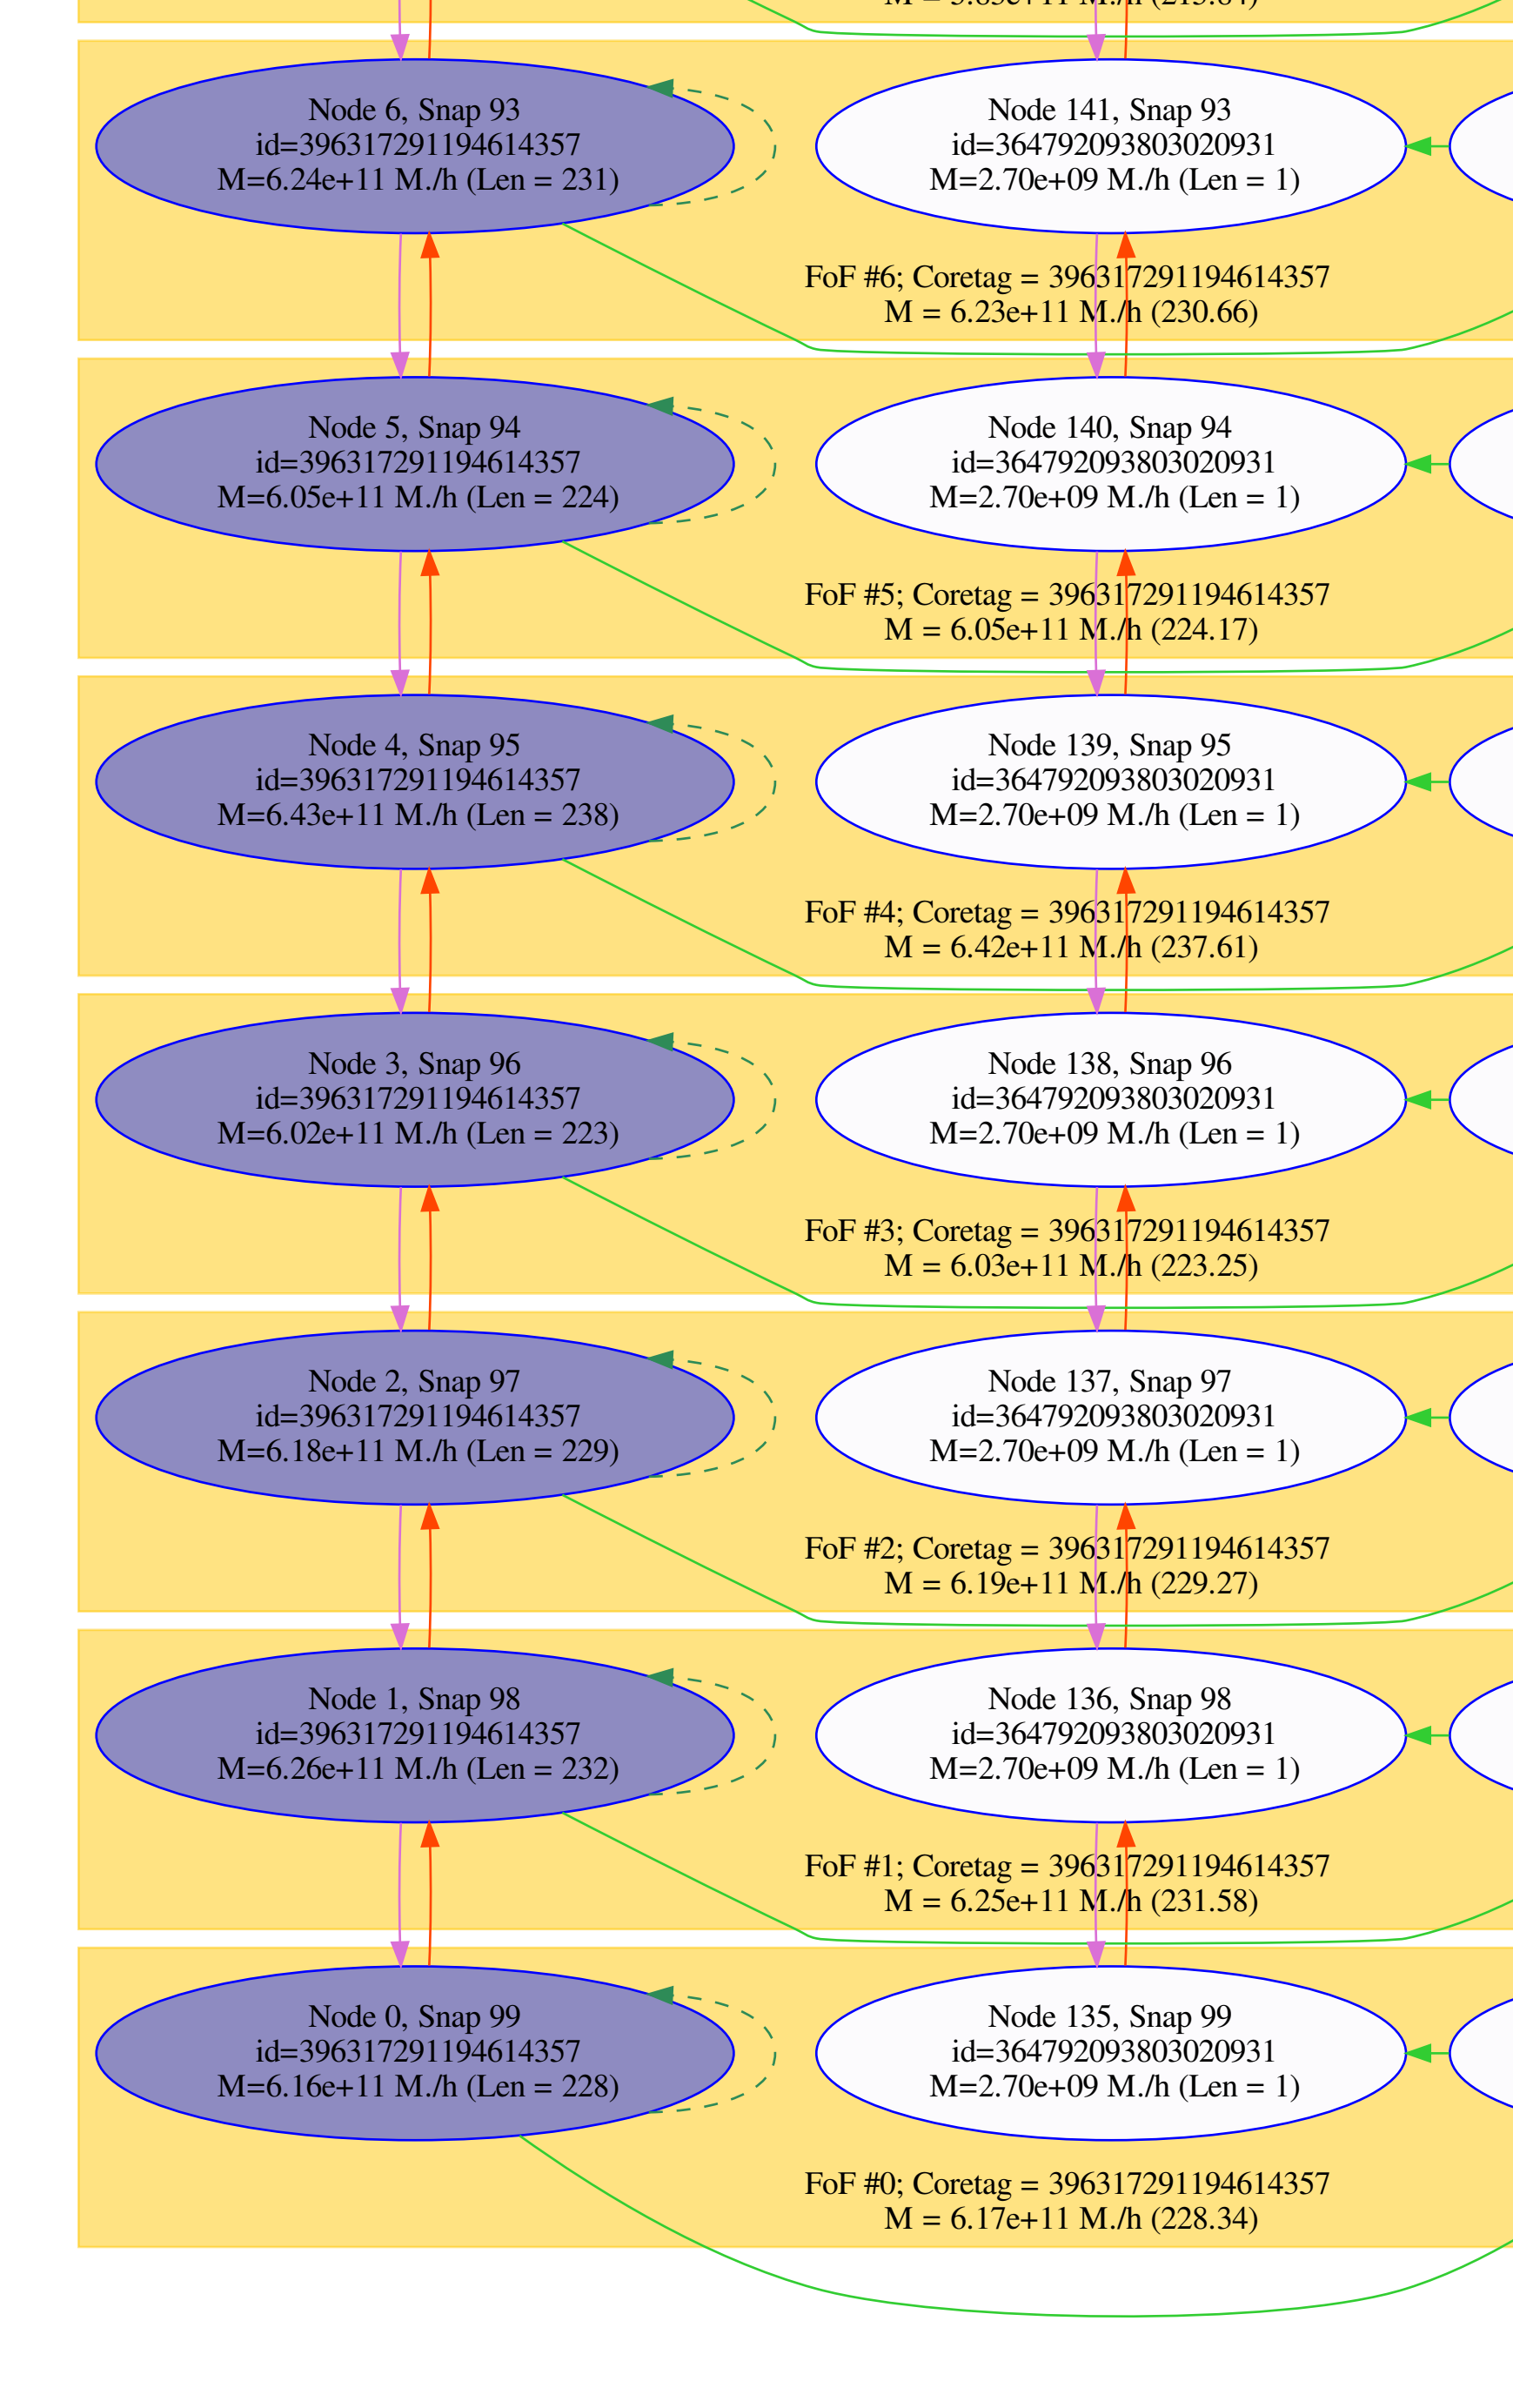 Node 6, Snap 93
id=396317291194614357
M=6.24e+11 M./h (Len = 231)
Node 141, Snap 93
id=364792093803020931
M=2.70e+09 M./h (Len = 1)
FoF #6; Coretag = 396317291194614357
M = 6.23e+11 M./h (230.66)
Node 5, Snap 94
id=396317291194614357
M=6.05e+11 M./h (Len = 224)
Node 140, Snap 94
id=364792093803020931
M=2.70e+09 M./h (Len = 1)
FoF #5; Coretag = 396317291194614357
M = 6.05e+11 M./h (224.17)
Node 4, Snap 95
id=396317291194614357
M=6.43e+11 M./h (Len = 238)
Node 139, Snap 95
id=364792093803020931
M=2.70e+09 M./h (Len = 1)
FoF #4; Coretag = 396317291194614357
M = 6.42e+11 M./h (237.61)
Node 3, Snap 96
id=396317291194614357
M=6.02e+11 M./h (Len = 223)
Node 138, Snap 96
id=364792093803020931
M=2.70e+09 M./h (Len = 1)
FoF #3; Coretag = 396317291194614357
M = 6.03e+11 M./h (223.25)
Node 2, Snap 97
id=396317291194614357
M=6.18e+11 M./h (Len = 229)
Node 137, Snap 97
id=364792093803020931
M=2.70e+09 M./h (Len = 1)
FoF #2; Coretag = 396317291194614357
M = 6.19e+11 M./h (229.27)
Node 1, Snap 98
id=396317291194614357
M=6.26e+11 M./h (Len = 232)
Node 136, Snap 98
id=364792093803020931
M=2.70e+09 M./h (Len = 1)
FoF #1; Coretag = 396317291194614357
M = 6.25e+11 M./h (231.58)
Node 0, Snap 99
id=396317291194614357
M=6.16e+11 M./h (Len = 228)
Node 135, Snap 99
id=364792093803020931
M=2.70e+09 M./h (Len = 1)
FoF #0; Coretag = 396317291194614357
M = 6.17e+11 M./h (228.34)